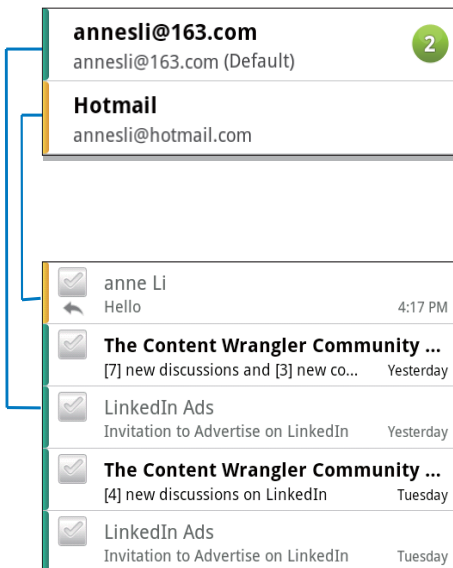 annesli@163.com
annesli@163.com (Default)
2
Hotmail
annesli@hotmail.com
anne Li
Hello 4:17 PM
The Content Wrangler Community ...
[7] new discussions and [3] new co... Yesterday
LinkedIn Ads
Invitation to Advertise on LinkedIn Yesterday
The Content Wrangler Community ...
[4] new discussions on LinkedIn Tuesday
LinkedIn Ads
Invitation to Advertise on LinkedIn Tuesday